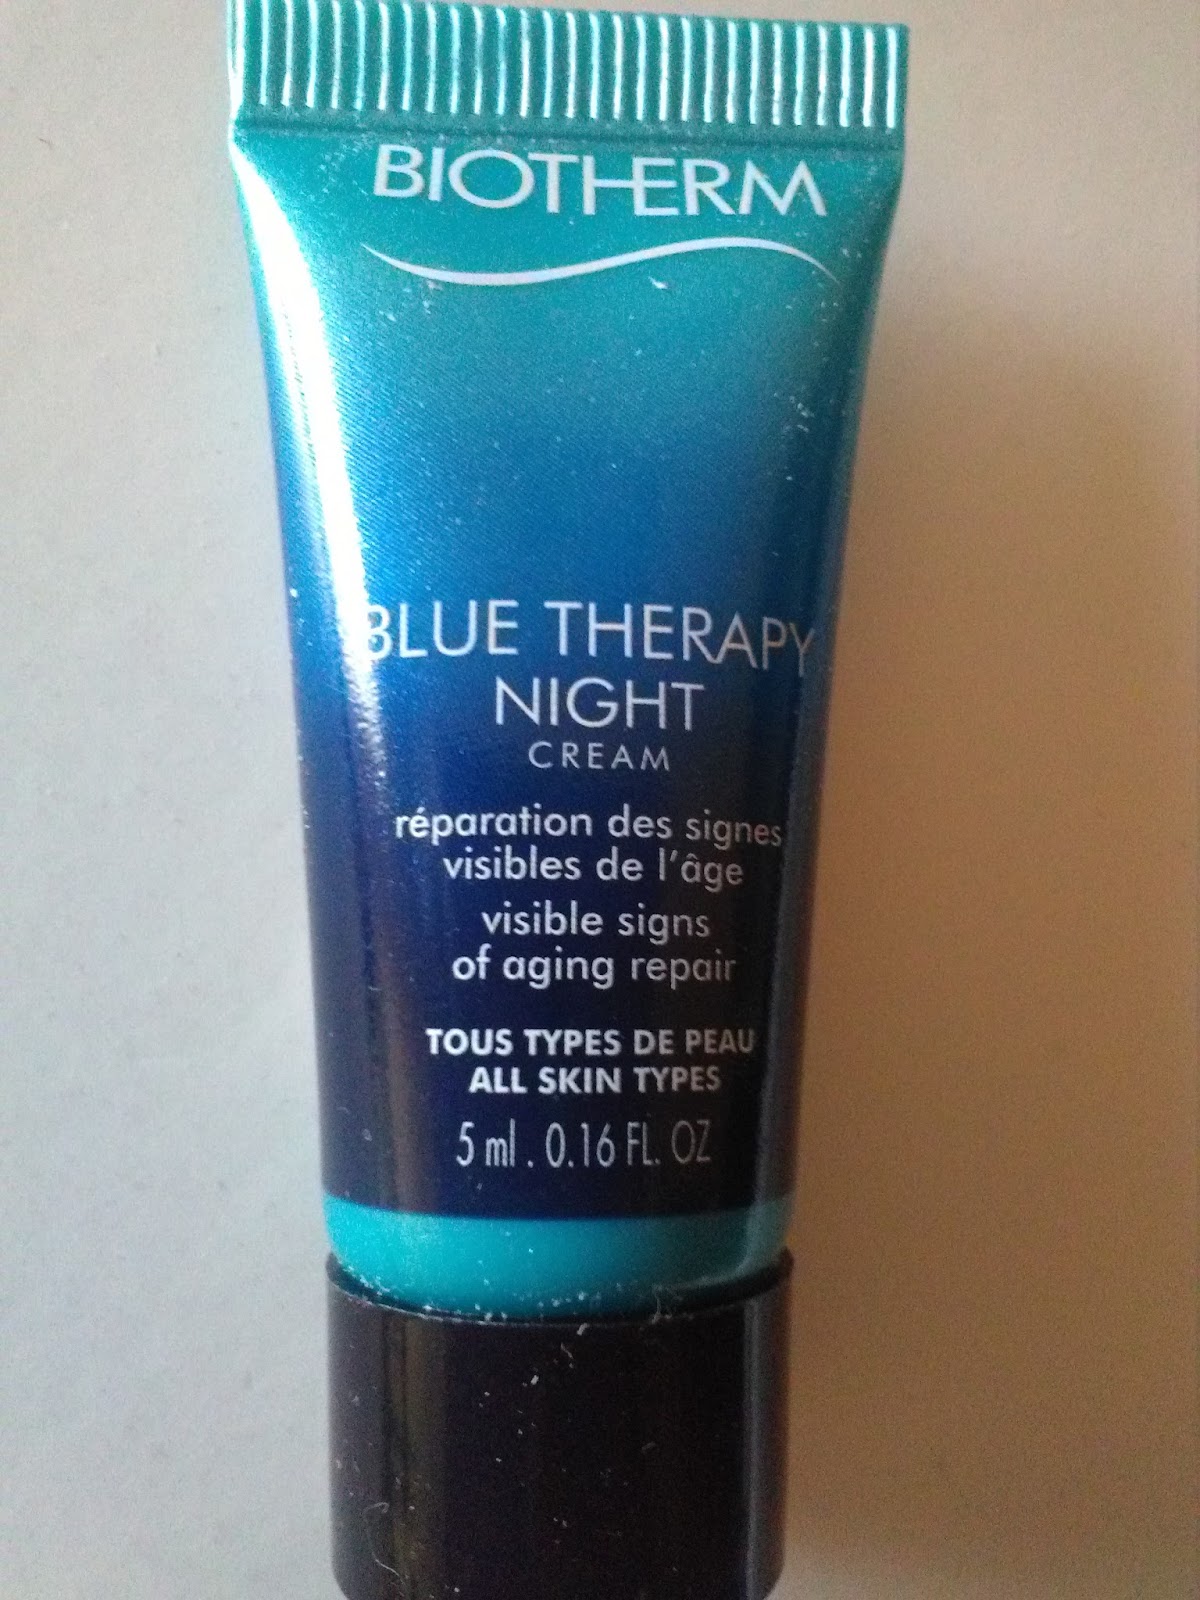 BIOTHERM
BLUE THERAPY
NIGHT
CREAM
réparation des signes
visibles de l'âge
visible signs
of aging repair
TOUS TYPES DE PEAU
ALL SKIN TYPES
5 ml . 0.16 FL. OZ